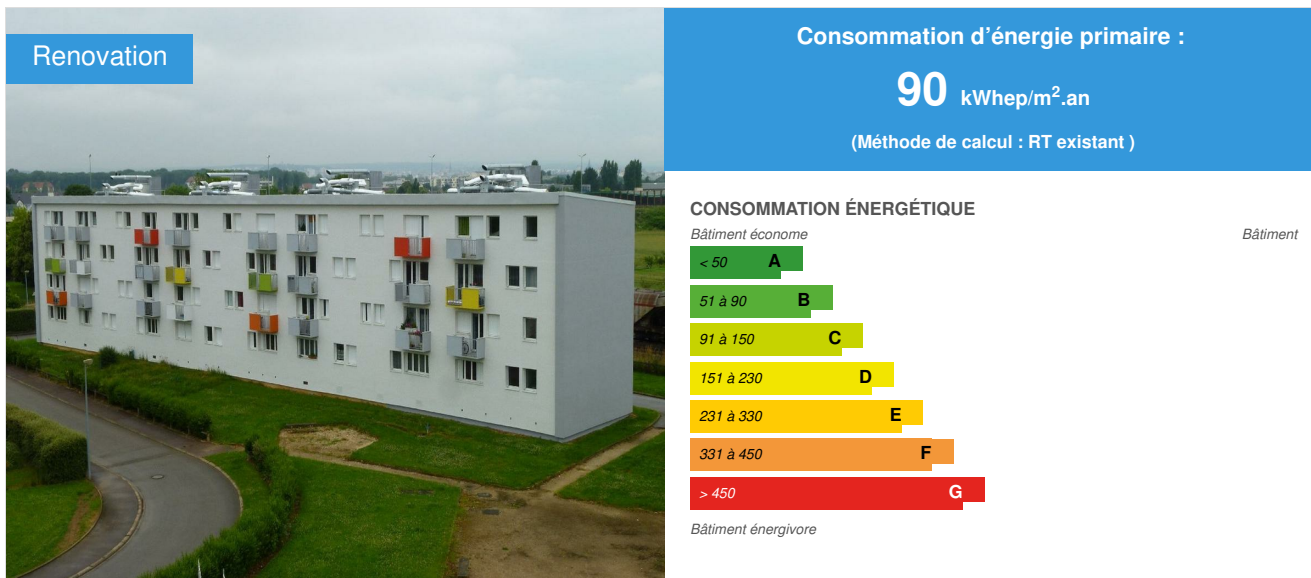 Renovation
Consommation d'énergie primaire :
90 kWhep/m².an
(Méthode de calcul : RT existant )
CONSOMMATION ÉNERGÉTIQUE
Bâtiment économe
Bâtiment
< 50 A
51 à 90 B
91 à 150 C
151 à 230 D
231 à 330 E
331 à 450 F
> 450 G
Bâtiment énergivore